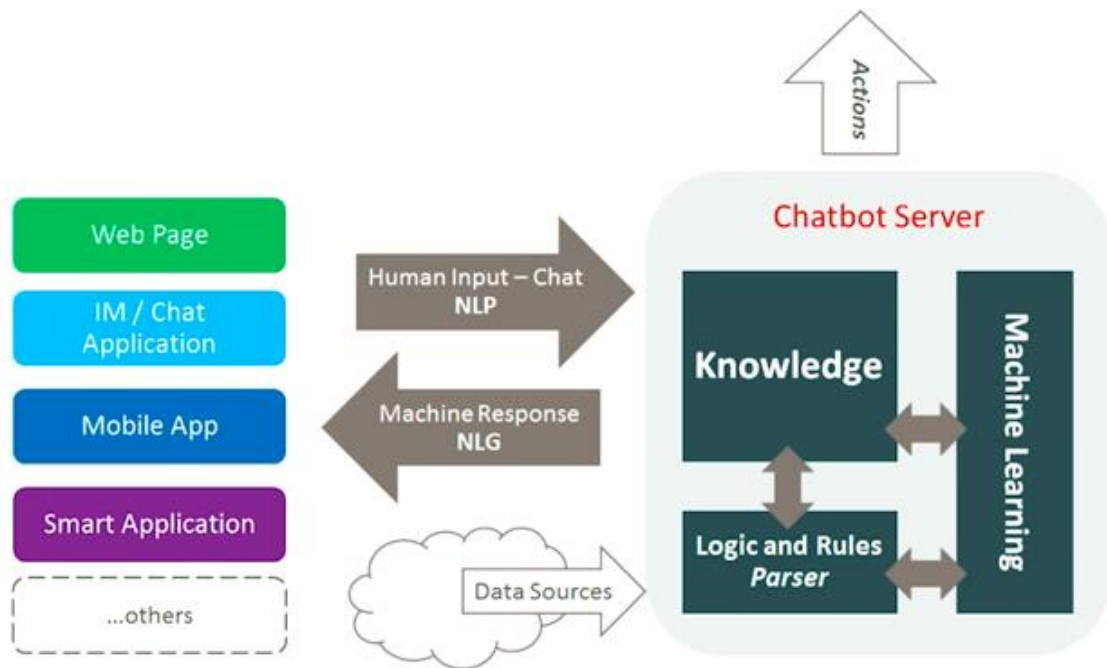 Actions
Chatbot Server
Web Page
IM / Chat
Application
Mobile App
Smart Application
...others
Human Input – Chat
NLP
Machine Response
NLG
Data Sources
Knowledge
Logic and Rules
Parser
Machine Learning